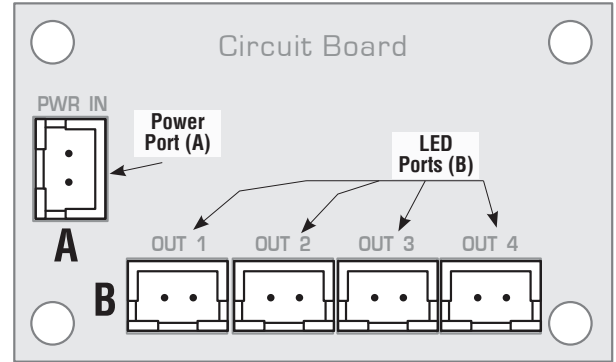 Circuit Board
PWR IN
Power
Port (A)
LED
Ports (B)
A
OUT 1
OUT 2
OUT 3
OUT 4
B